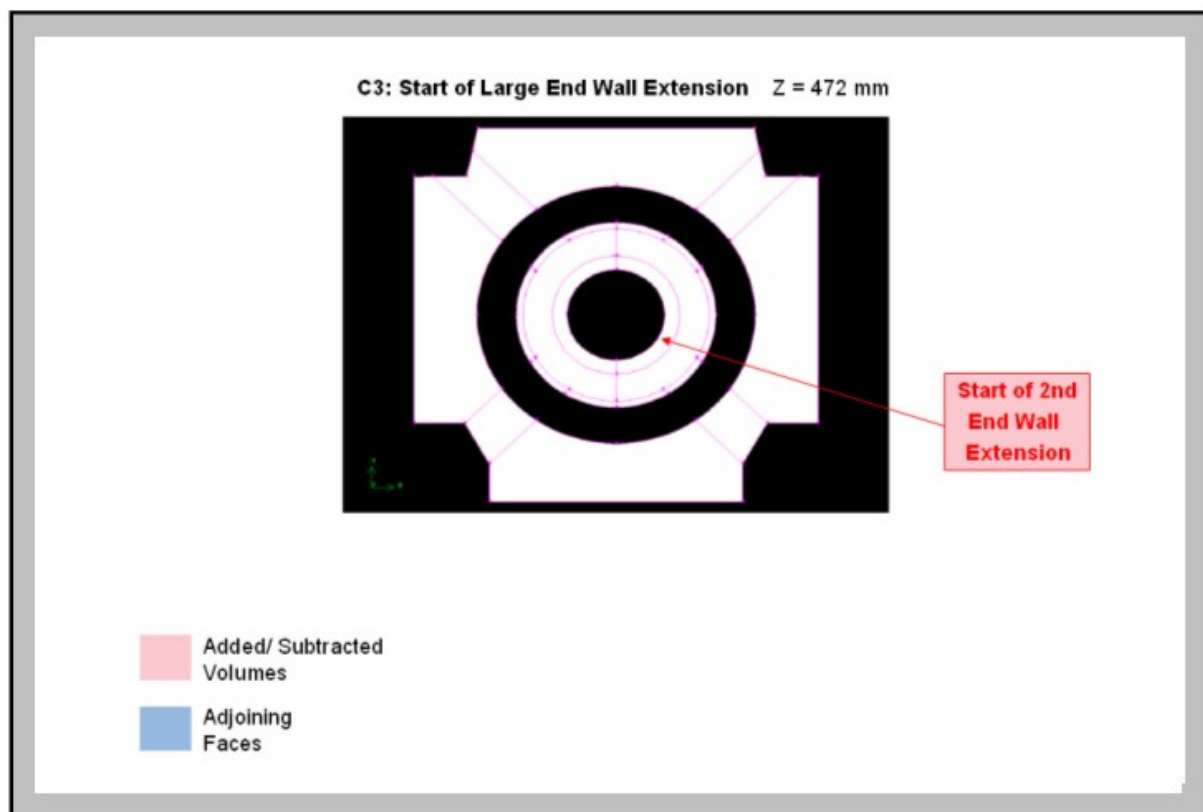 C3: Start of Large End Wall Extension Z = 472 mm
Start of 2nd
End Wall
Extension
Added/ Subtracted
Volumes
Adjoining
Faces